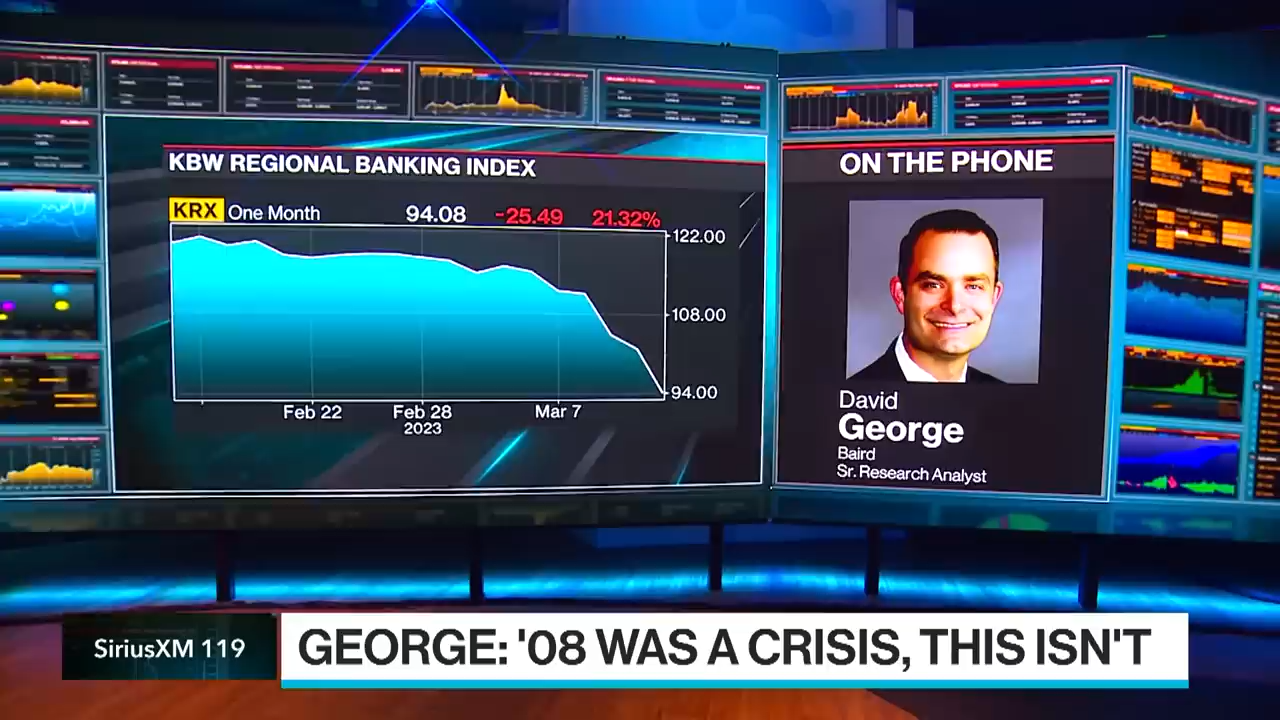 KBW REGIONAL BANKING INDEX
KRX One Month 94.08 -25.49 21.32%
122.00
108.00
94.00
Feb 22 Feb 28 Mar 7
2023
ON THE PHONE
David
George
Baird
Sr. Research Analyst
SiriusXM 119
GEORGE: '08 WAS A CRISIS, THIS ISN'T